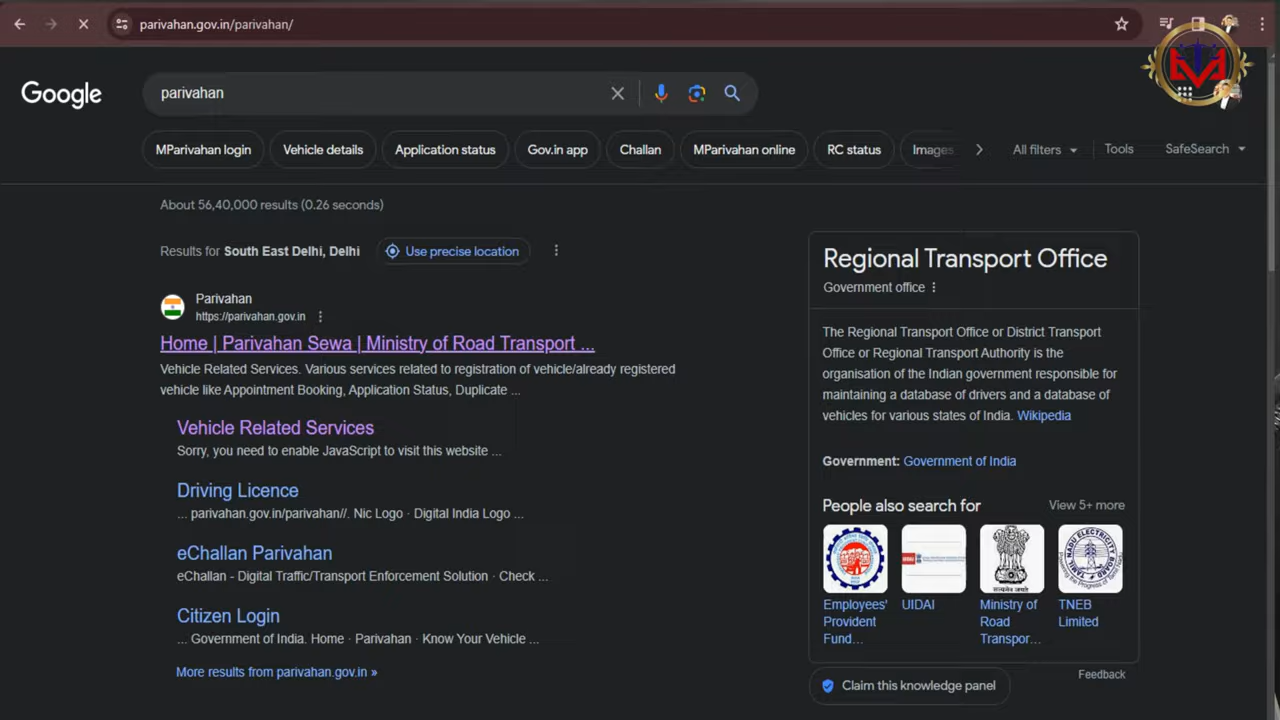 parivahan.gov.in/parivahan/
Google
parivahan
MParivahan login
Vehicle details
Application status
Gov.in app
Challan
MParivahan online
RC status
Images
All filters
Tools
SafeSearch
About 56,40,000 results (0.26 seconds)
Results for South East Delhi, Delhi
Use precise location
Parivahan
https://parivahan.gov.in
Home | Parivahan Sewa | Ministry of Road Transport ...
Vehicle Related Services. Various services related to registration of vehicle/already registered
vehicle like Appointment Booking, Application Status, Duplicate ...
Vehicle Related Services
Sorry, you need to enable JavaScript to visit this website ...
Driving Licence
... parivahan.gov.in/parivahan//. Nic Logo · Digital India Logo ...
eChallan Parivahan
eChallan - Digital Traffic/Transport Enforcement Solution · Check ...
Citizen Login
... Government of India. Home · Parivahan · Know Your Vehicle ...
More results from parivahan.gov.in »
Regional Transport Office
Government office
The Regional Transport Office or District Transport
Office or Regional Transport Authority is the
organisation of the Indian government responsible for
maintaining a database of drivers and a database of
vehicles for various states of India. Wikipedia
Government: Government of India
People also search for
View 5+ more
Employees'
Provident
Fund...
UIDAI
Ministry of
Road
Transpor...
TNEB
Limited
Feedback
Claim this knowledge panel